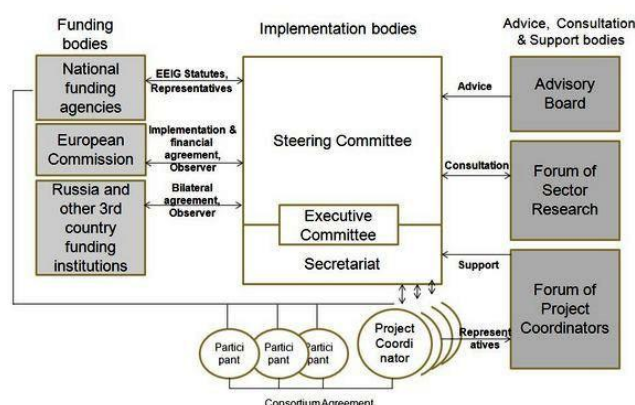 Funding
bodies
Implementation bodies
Advice, Consultation
& Support bodies
National
funding
agencies
EEIG Statutes,
Representatives
European
Commission
Implementation &
financial
agreement,
Observer
Russia and
other 3rd
country
funding
institutions
Bilateral
agreement,
Observer
Steering Committee
Executive
Committee
Secretariat
Advice
Advisory
Board
Consultation
Forum of
Sector
Research
Support
Forum of
Project
Coordinators
Represent
atives
Partici
pant
Partici
pant
Partici
pant
Project
Coordi
nator
Consortium Agreement